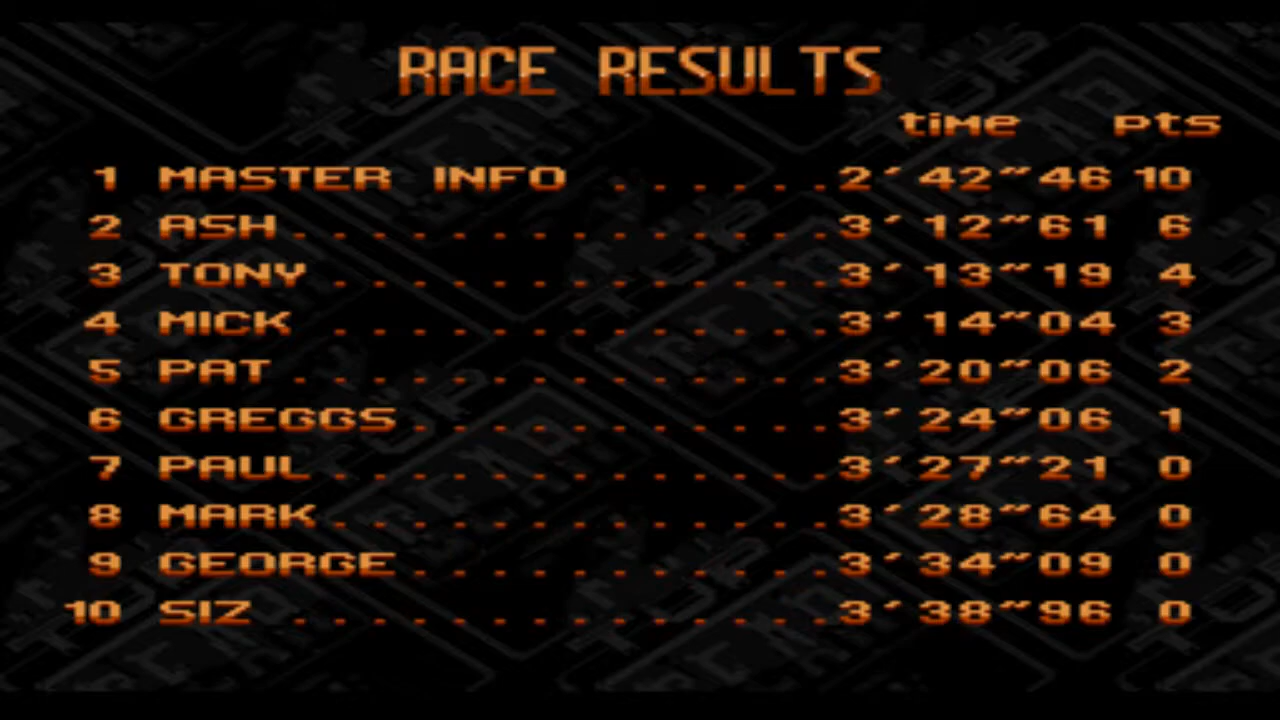 RACE RESULTS
time pts
1 MASTER INFO ......2´42˝46 10
2 ASH..............3´12˝61 6
3 TONY .............3´13˝19 4
4 MICK .............3´14˝04 3
5 PAT ..............3´20˝06 2
6 GREGGS...........3´24˝06 1
7 PAUL.............3´27˝21 0
8 MARK.............3´28˝64 0
9 GEORGE...........3´34˝09 0
10 SIZ ..............3´38˝96 0